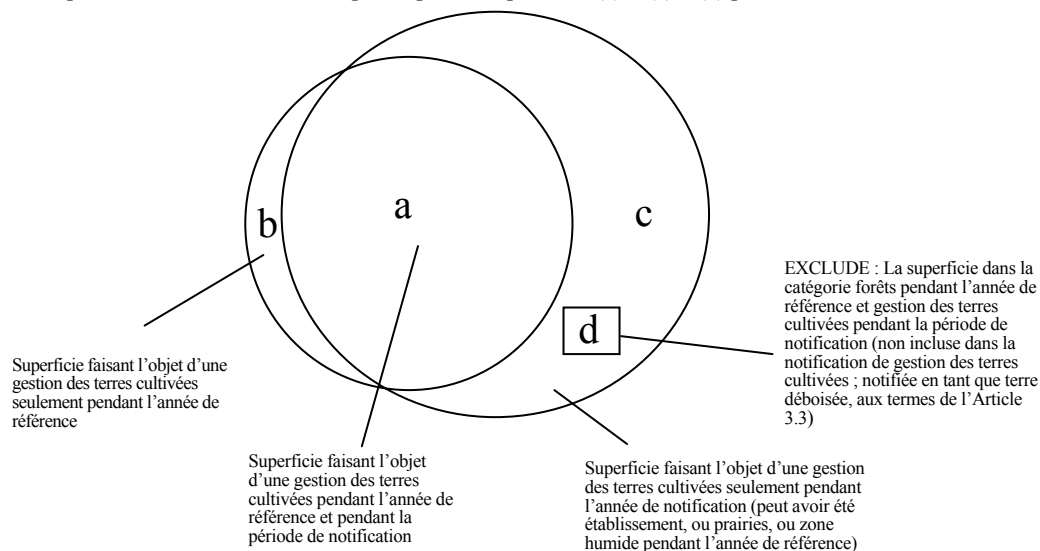 b
a
c
d
EXCLUDE : La superficie dans la
catégorie forêts pendant l'année de
référence et gestion des terres
cultivées pendant la période de
notification (non incluse dans la
notification de gestion des terres
cultivées ; notifiée en tant que terre
déboisée, aux termes de l'Article
3.3)
Superficie faisant l'objet d'une
gestion des terres cultivées
seulement pendant l'année de
référence
Superficie faisant l'objet
d'une gestion des terres
cultivées pendant l'année de
référence et pendant la
période de notification
Superficie faisant l'objet d'une gestion
des terres cultivées seulement pendant
l'année de notification (peut avoir été
établissement, ou prairies, ou zone
humide pendant l'année de référence)